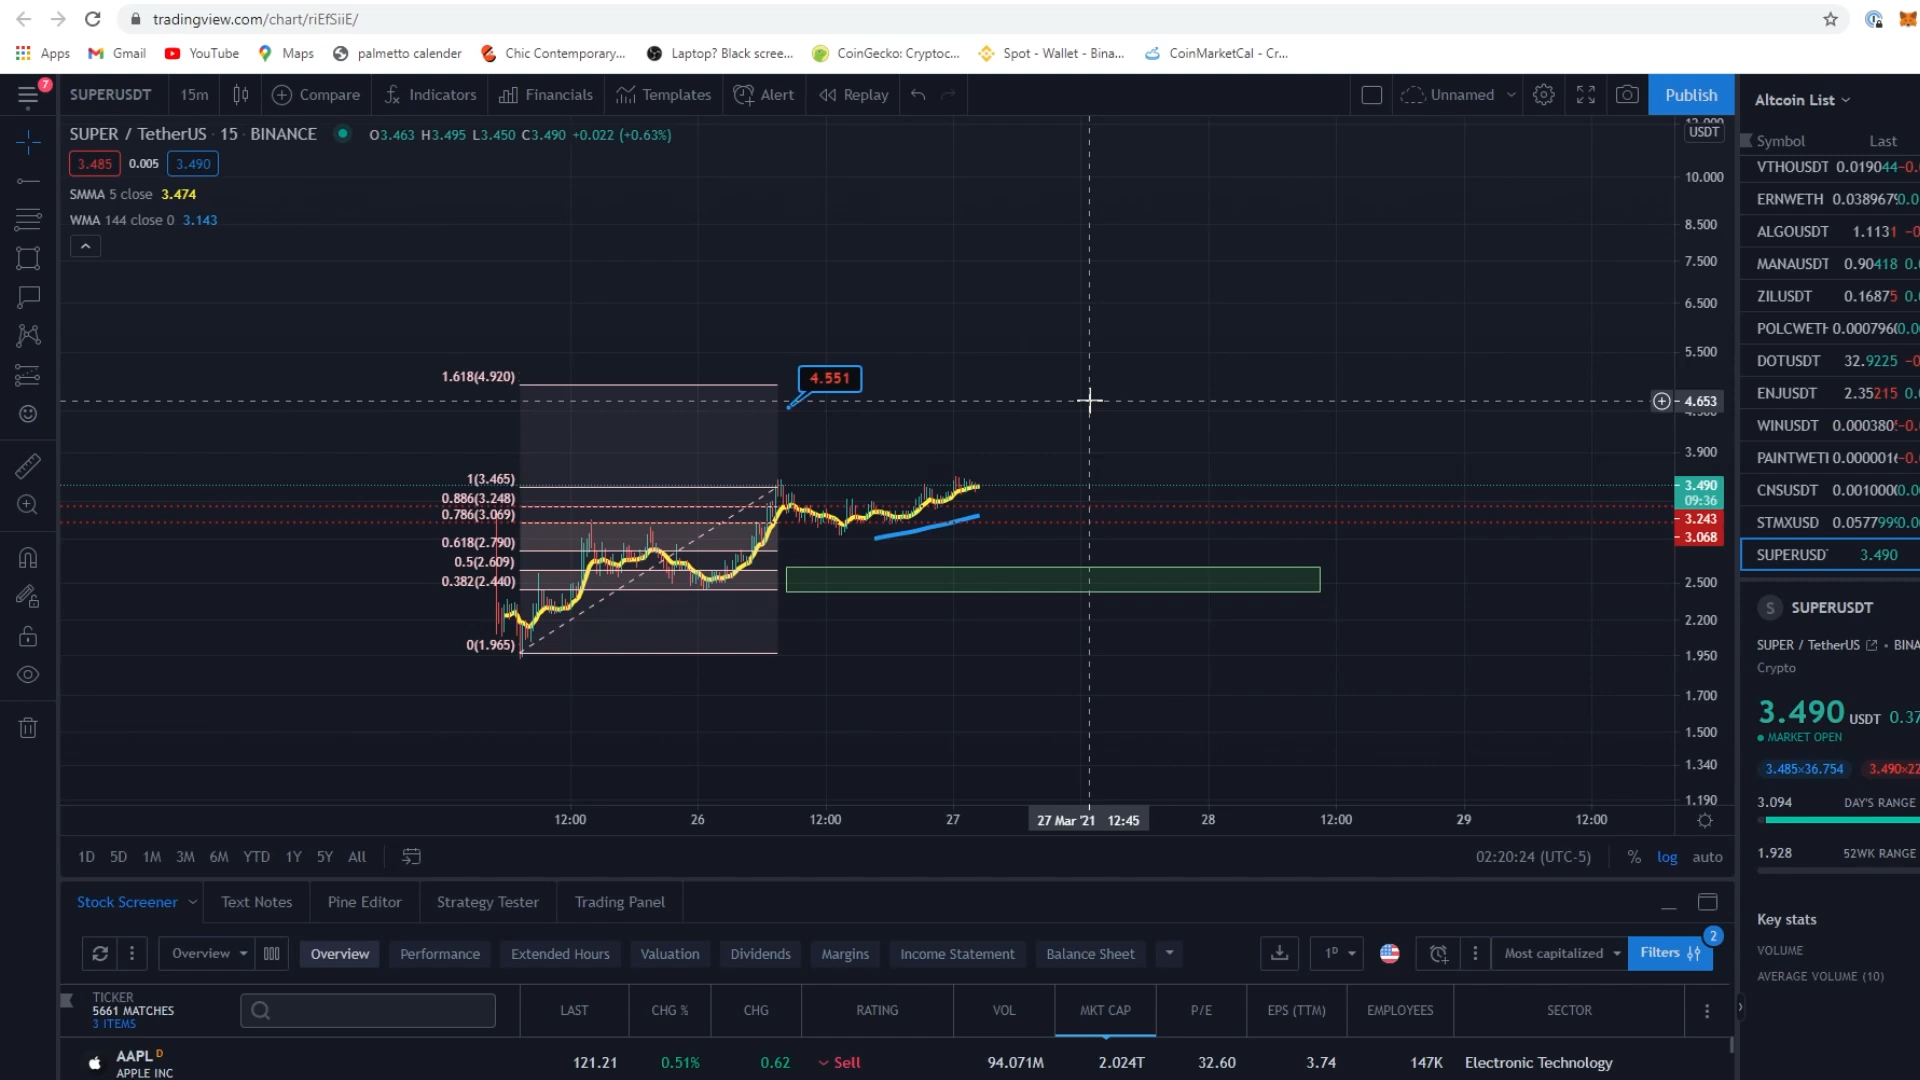 tradingview.com/chart/riEfSiiE/
Apps Gmail YouTube Maps palmetto calender Chic Contemporary... Laptop? Black scree... CoinGecko: Cryptoc... Spot - Wallet - Bina... CoinMarketCal - Cr...
7 SUPERUSDT 15m Compare Indicators Financials Templates Alert Replay Unnamed Publish
Altcoin List
SUPER / TetherUS · 15 · BINANCE O3.463 H3.495 L3.450 C3.490 +0.022 (+0.63%)
3.485 0.005 3.490
SMMA 5 close 3.474
WMA 144 close 0 3.143
USDT
10.000
8.500
7.500
6.500
5.500
4.653
3.900
3.490
09:36
3.243
3.068
2.500
2.200
1.950
1.700
1.500
1.340
1.190
1.618(4.920)
4.551
1(3.465)
0.886(3.248)
0.786(3.069)
0.618(2.790)
0.5(2.609)
0.382(2.440)
0(1.965)
12:00 26 12:00 27 27 Mar '21 12:45 28 12:00 29 12:00
Symbol Last
VTHOUSDT 0.019044
ERNWETH
ALGOUSDT 1.1131
MANAUSDT 0.90418
ZILUSDT 0.16875
POLCWETH
DOTUSDT 32.9225
ENJUSDT 2.35215
WINUSDT
PAINTWETH
CNSUSDT
STMXUSD
SUPERUSD 3.490
S SUPERUSDT
SUPER / TetherUS • BINA
Crypto
3.490 USDT 0.37
MARKET OPEN
3.485×36.754 3.490×22
3.094 DAY'S RANGE
1.928 52WK RANGE
Key stats
VOLUME
AVERAGE VOLUME (10)
1D 5D 1M 3M 6M YTD 1Y 5Y All 02:20:24 (UTC-5) % log auto
Stock Screener Text Notes Pine Editor Strategy Tester Trading Panel
Overview Overview Performance Extended Hours Valuation Dividends Margins Income Statement Balance Sheet 1D Most capitalized Filters 2
TICKER LAST CHG % CHG RATING VOL MKT CAP P/E EPS (TTM) EMPLOYEES SECTOR
5661 MATCHES
3 ITEMS
AAPL D 121.21 0.51% 0.62 Sell 94.071M 2.024T 32.60 3.74 147K Electronic Technology
APPLE INC